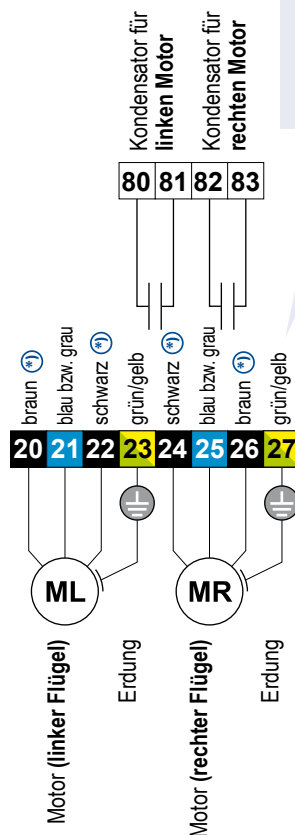 Kondensator für
linken Motor
Kondensator für
rechten Motor
80 81 82 83
braun *)
blau bzw. grau
schwarz *)
grün/gelb
schwarz *)
blau bzw. grau
braun *)
grün/gelb
20 21 22 23 24 25 26 27
ML
MR
Motor (linker Flügel)
Erdung
Motor (rechter Flügel)
Erdung